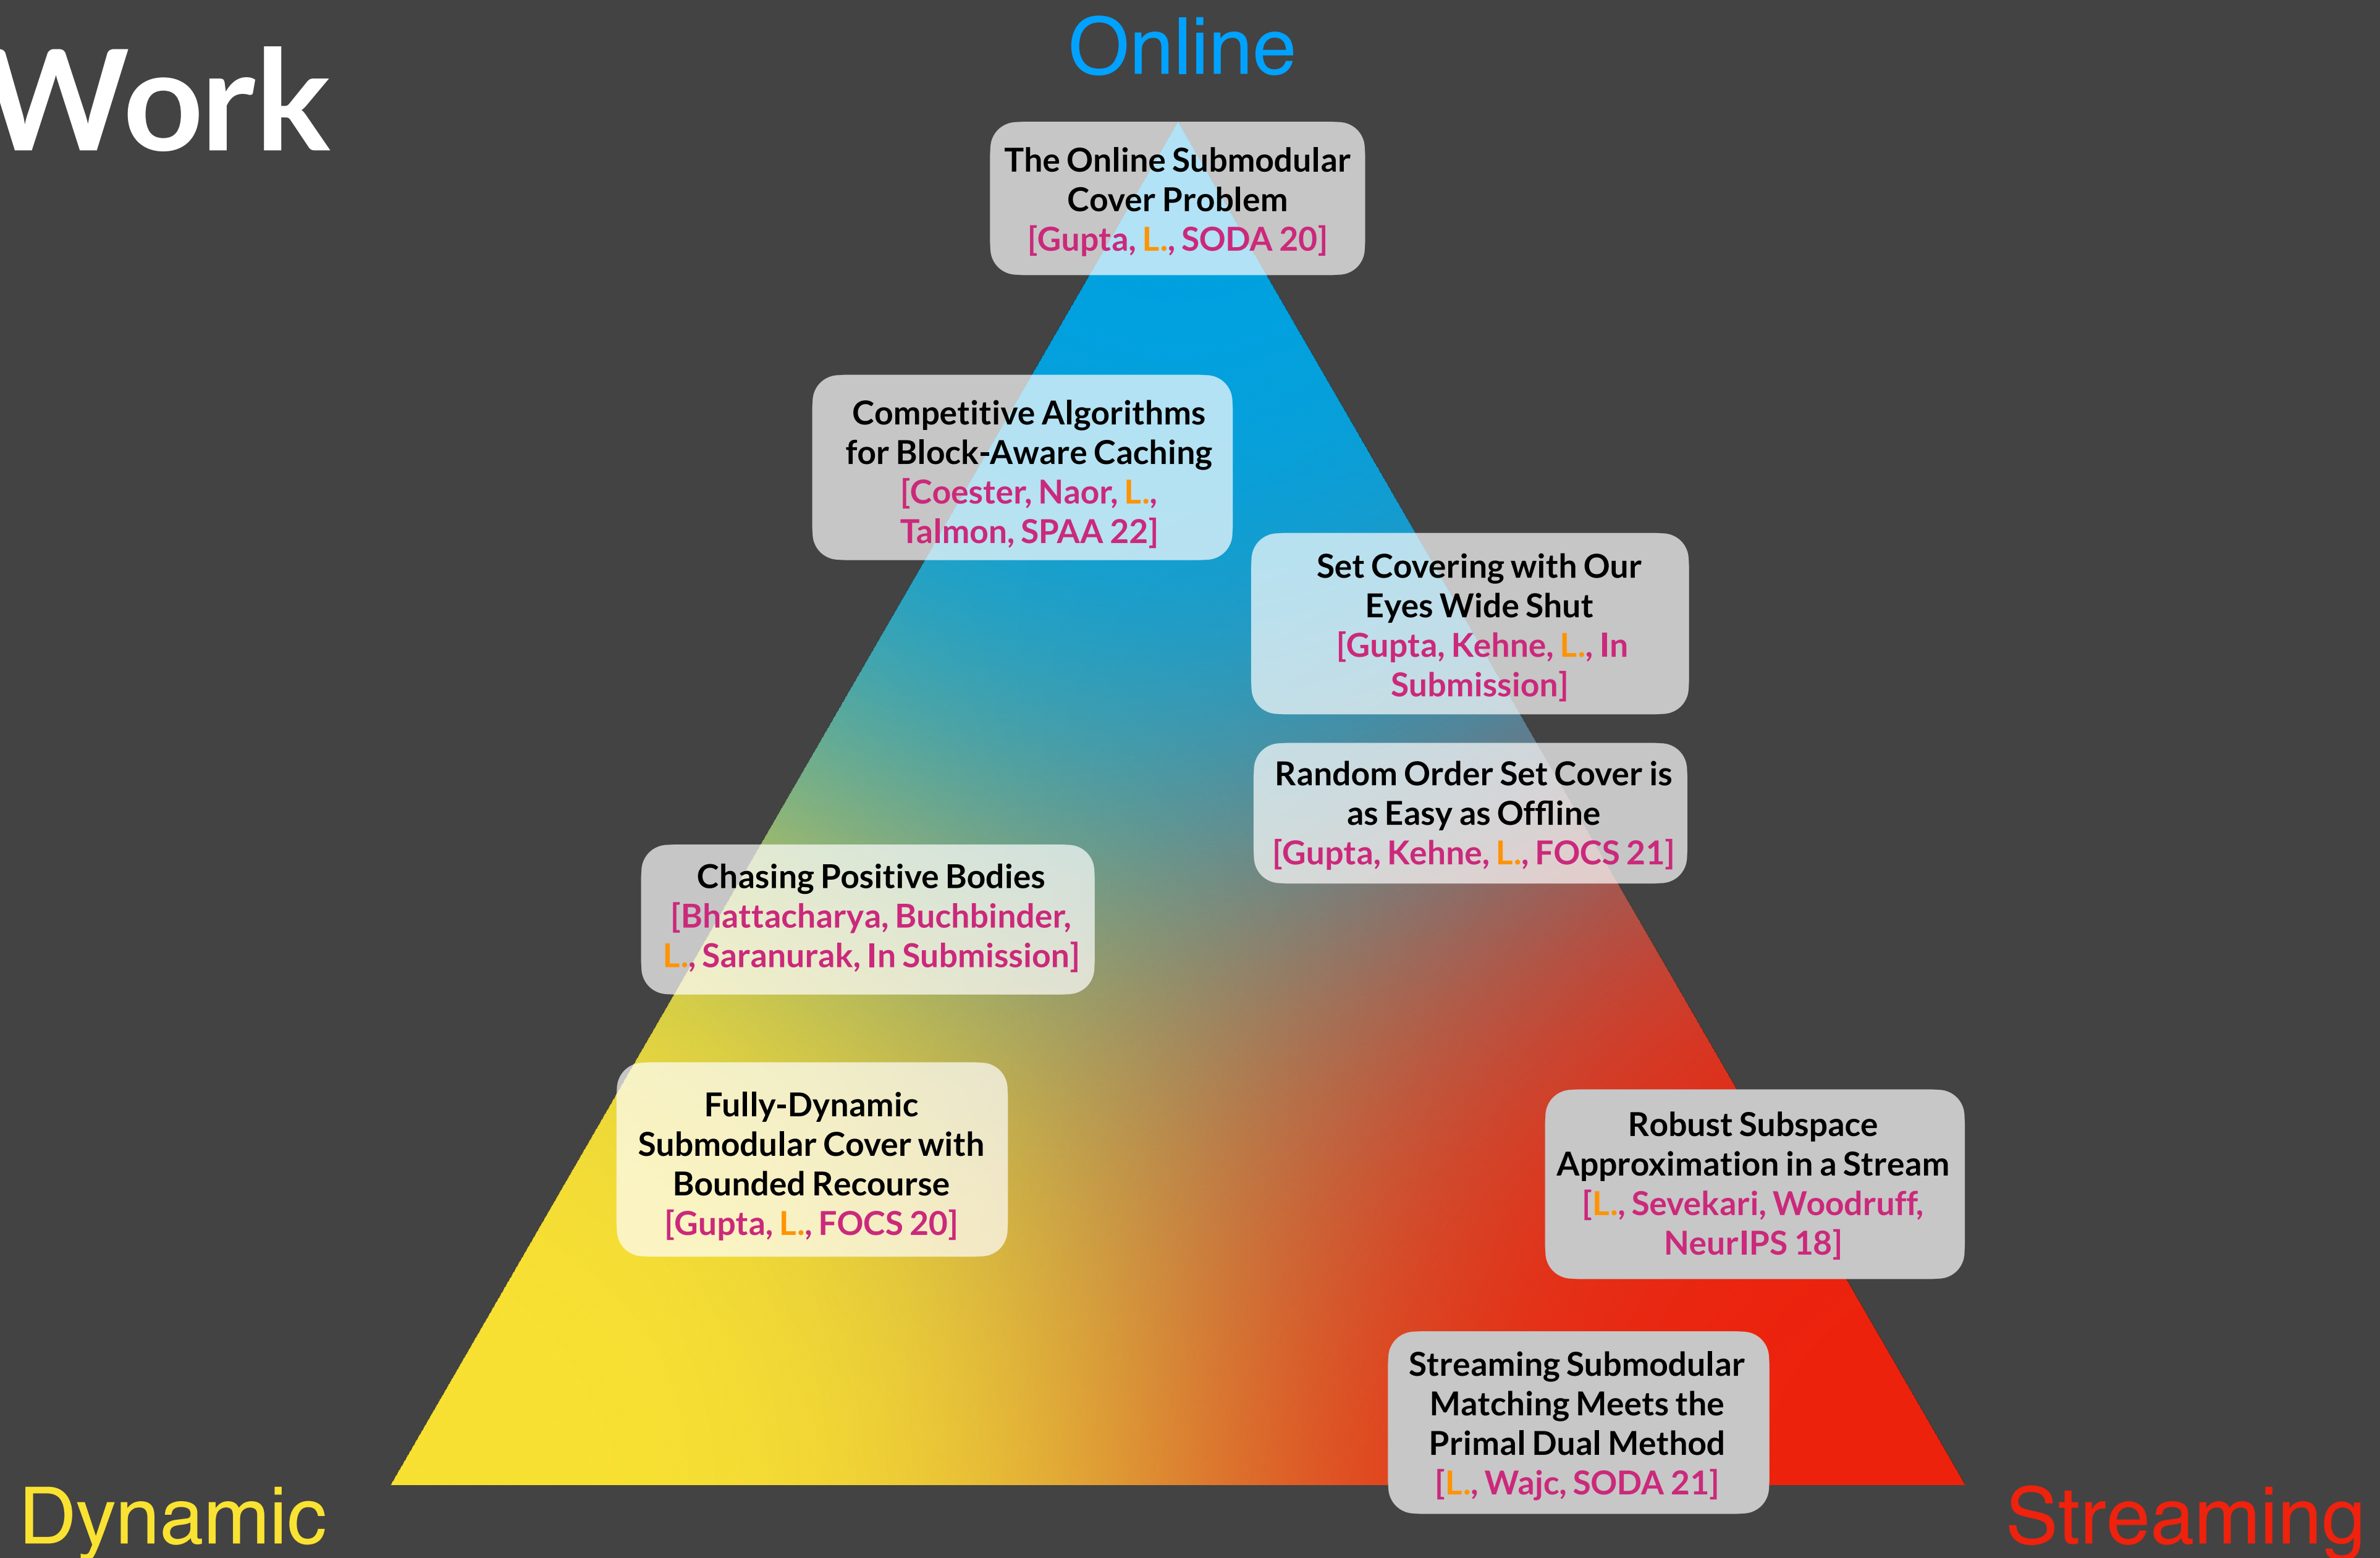 Work
Online
The Online Submodular
Cover Problem
[Gupta, L., SODA 20]
Competitive Algorithms
for Block-Aware Caching
[Coester, Naor, L.,
Talmon, SPAA 22]
Set Covering with Our
Eyes Wide Shut
[Gupta, Kehne, L., In
Submission]
Random Order Set Cover is
as Easy as Offline
[Gupta, Kehne, L., FOCS 21]
Chasing Positive Bodies
[Bhattacharya, Buchbinder,
L., Saranurak, In Submission]
Fully-Dynamic
Submodular Cover with
Bounded Recourse
[Gupta, L., FOCS 20]
Robust Subspace
Approximation in a Stream
[L., Sevekari, Woodruff,
NeurIPS 18]
Streaming Submodular
Matching Meets the
Primal Dual Method
[L., Wajc, SODA 21]
Dynamic
Streaming